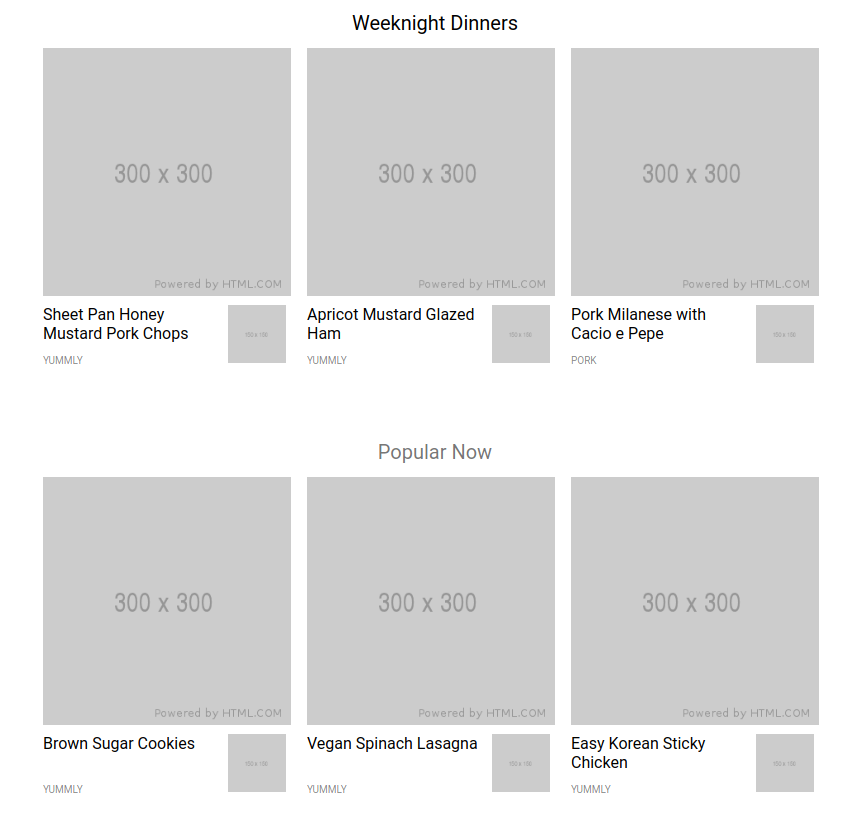 Weeknight Dinners
300 x 300
300 x 300
300 x 300
Powered by HTML.COM
Powered by HTML.COM
Powered by HTML.COM
Sheet Pan Honey
Mustard Pork Chops
150 x 150
YUMMLY
Apricot Mustard Glazed
Ham
150 x 150
YUMMLY
Pork Milanese with
Cacio e Pepe
150 x 150
PORK
Popular Now
300 x 300
300 x 300
300 x 300
Powered by HTML.COM
Powered by HTML.COM
Powered by HTML.COM
Brown Sugar Cookies
150 x 150
YUMMLY
Vegan Spinach Lasagna
150 x 150
YUMMLY
Easy Korean Sticky
Chicken
150 x 150
YUMMLY